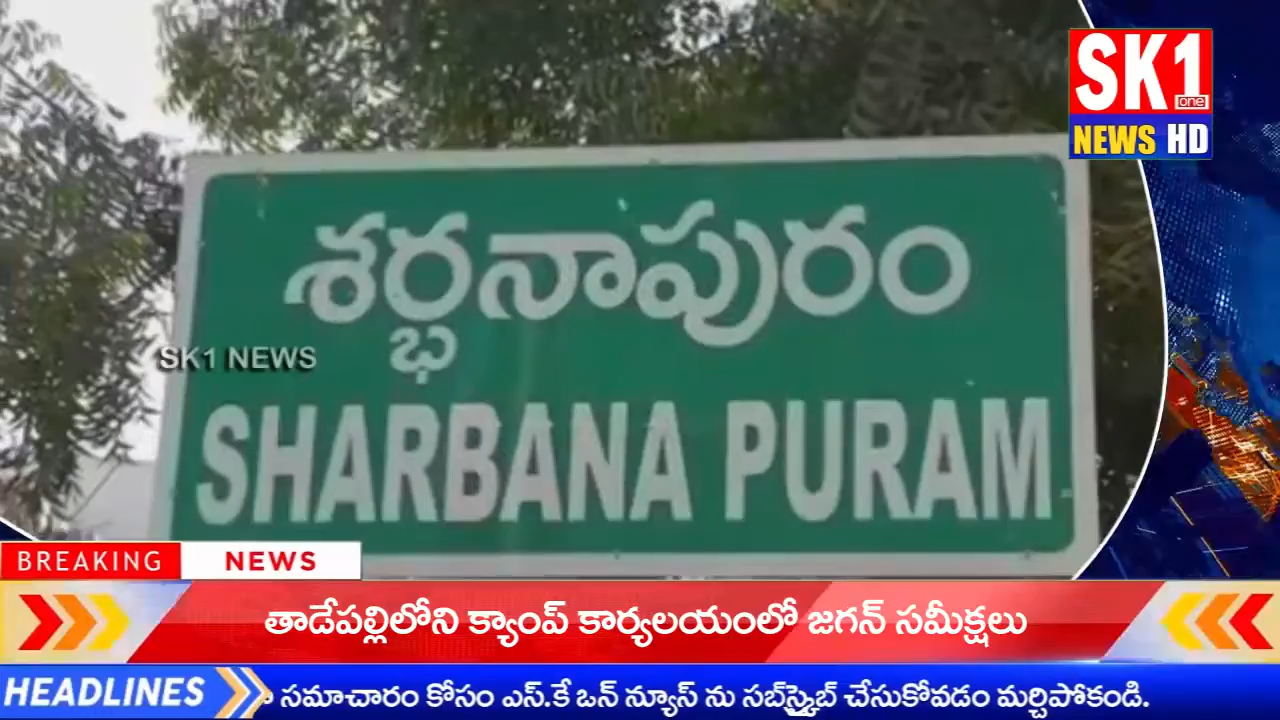 SK1
one
NEWS HD
శర్భనాపురం
SK1 NEWS
SHARBANA PURAM
BREAKING NEWS
తాడేపల్లిలోని క్యాంప్ కార్యలయంలో జగన్ సమీక్షలు
HEADLINES సమాచారం కోసం ఎస్.కే ఒన్ న్యూస్ ను సబ్‌స్క్రైబ్ చేసుకోవడం మర్చిపోకండి.